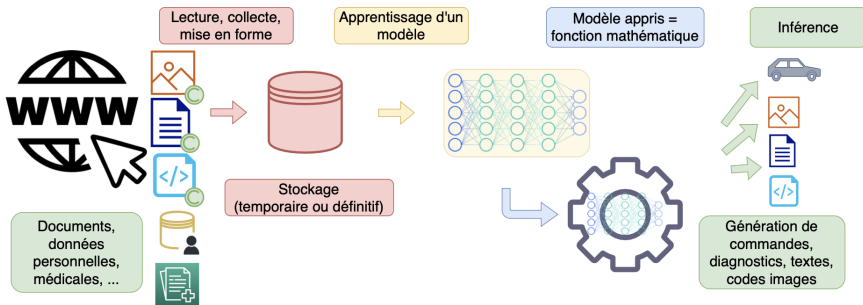 Lecture, collecte,
mise en forme
Apprentissage d'un
modèle
Modèle appris =
fonction mathématique
Inférence
WWW
C
C
</>
C
Stockage
(temporaire ou définitif)
Documents,
données
personnelles,
médicales, ...
</>
Génération de
commandes,
diagnostics, textes,
codes images